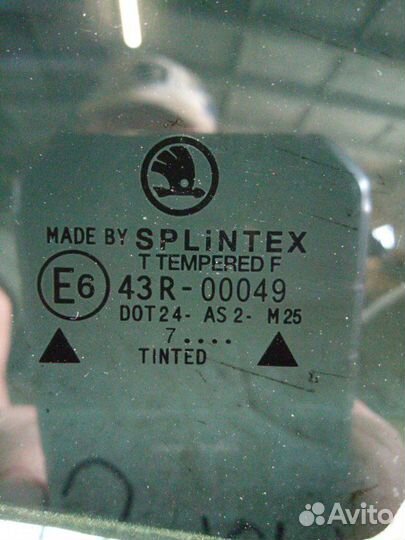 MADE BY SPLiNTEX
T TEMPERED F
E6 43R-00049
DOT24- AS2- M25
7....
TINTED
Avito